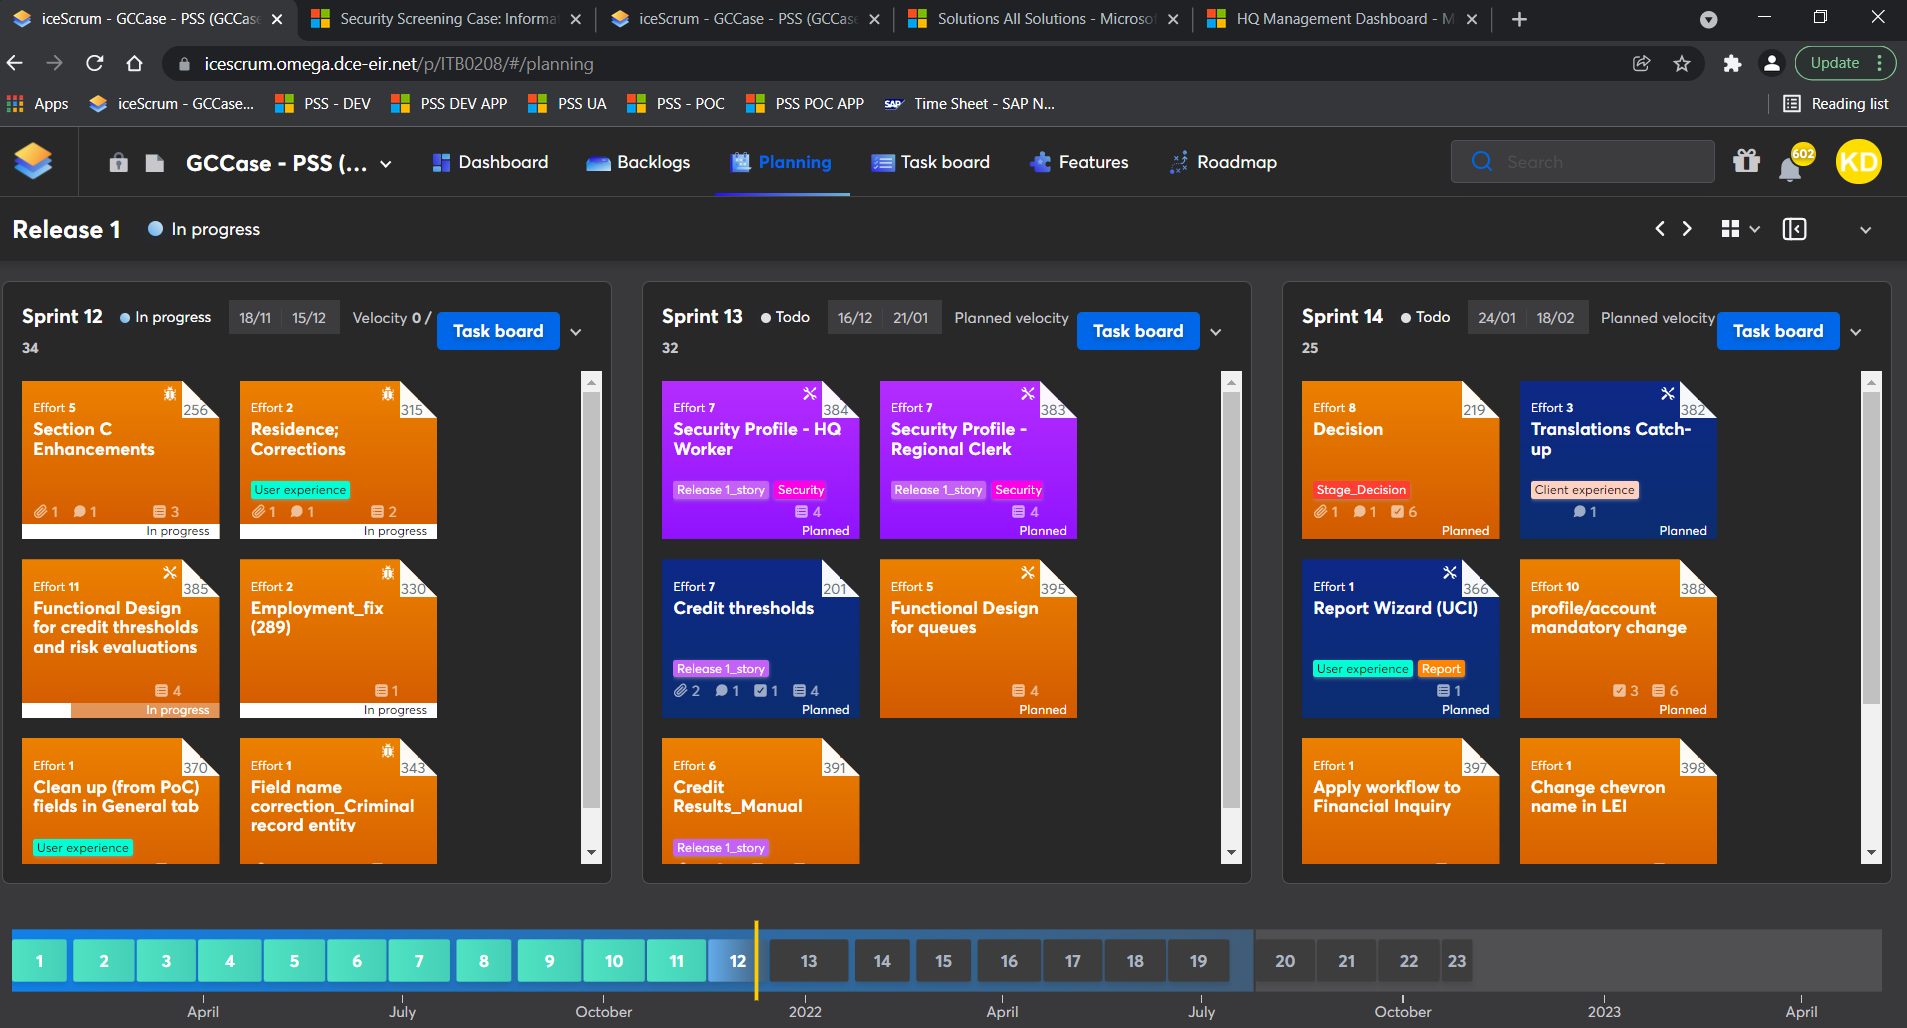 iceScrum - GCCase - PSS (GCCase
Security Screening Case: Informa
iceScrum - GCCase - PSS (GCCase
Solutions All Solutions - Microso
HQ Management Dashboard - M
icescrum.omega.dce-eir.net/p/ITB0208/#/planning
Update
Apps
iceScrum - GCCase...
PSS - DEV
PSS DEV APP
PSS UA
PSS - POC
PSS POC APP
SAP
Time Sheet - SAP N...
Reading list
GCCase - PSS (...
Dashboard
Backlogs
Planning
Task board
Features
Roadmap
Search
602
KD
Release 1
In progress
Sprint 12
In progress
18/11 15/12
Velocity 0 /
34
Task board
Effort 5
256
Section C
Enhancements
1 1 3
In progress
Effort 2
315
Residence;
Corrections
User experience
1 1 2
In progress
Effort 11
385
Functional Design
for credit thresholds
and risk evaluations
4
In progress
Effort 2
330
Employment_fix
(289)
1
In progress
Effort 1
370
Clean up (from PoC)
fields in General tab
User experience
Effort 1
343
Field name
correction_Criminal
record entity
Sprint 13
Todo
16/12 21/01
Planned velocity
32
Task board
Effort 7
384
Security Profile - HQ
Worker
Release 1_story Security
4
Planned
Effort 7
383
Security Profile -
Regional Clerk
Release 1_story Security
4
Planned
Effort 7
201
Credit thresholds
Release 1_story
2 1 1 4
Planned
Effort 5
395
Functional Design
for queues
4
Planned
Effort 6
391
Credit
Results_Manual
Release 1_story
Sprint 14
Todo
24/01 18/02
Planned velocity
25
Task board
Effort 8
219
Decision
Stage_Decision
1 1 6
Planned
Effort 3
382
Translations Catch-
up
Client experience
1
Planned
Effort 1
366
Report Wizard (UCI)
User experience Report
1
Planned
Effort 10
388
profile/account
mandatory change
3 6
Planned
Effort 1
397
Apply workflow to
Financial Inquiry
Effort 1
398
Change chevron
name in LEI
1 2 3 4 5 6 7 8 9 10 11 12 13 14 15 16 17 18 19 20 21 22 23
April July October 2022 April July October 2023 April